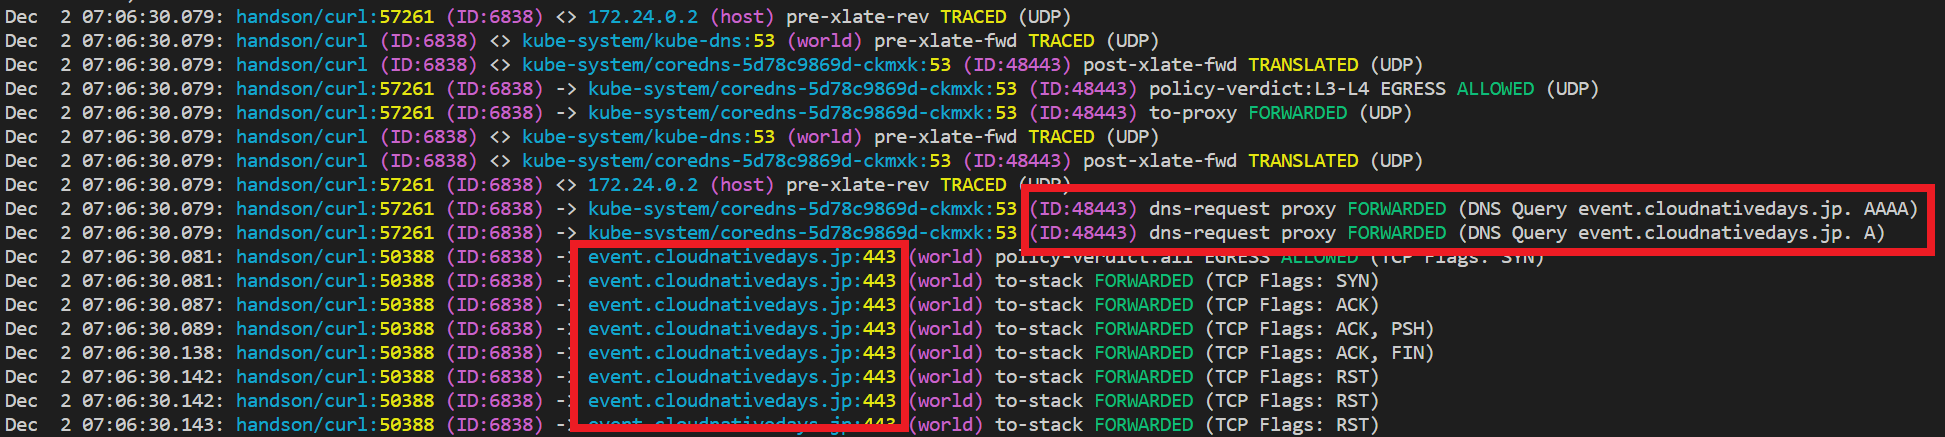 Dec  2 07:06:30.079: handson/curl:57261 (ID:6838) <> 172.24.0.2 (host) pre-xlate-rev TRACED (UDP)
Dec  2 07:06:30.079: handson/curl (ID:6838) <> kube-system/kube-dns:53 (world) pre-xlate-fwd TRACED (UDP)
Dec  2 07:06:30.079: handson/curl (ID:6838) <> kube-system/coredns-5d78c9869d-ckmxk:53 (ID:48443) post-xlate-fwd TRANSLATED (UDP)
Dec  2 07:06:30.079: handson/curl:57261 (ID:6838) -> kube-system/coredns-5d78c9869d-ckmxk:53 (ID:48443) policy-verdict:L3-L4 EGRESS ALLOWED (UDP)
Dec  2 07:06:30.079: handson/curl:57261 (ID:6838) -> kube-system/coredns-5d78c9869d-ckmxk:53 (ID:48443) to-proxy FORWARDED (UDP)
Dec  2 07:06:30.079: handson/curl (ID:6838) <> kube-system/kube-dns:53 (world) pre-xlate-fwd TRACED (UDP)
Dec  2 07:06:30.079: handson/curl (ID:6838) <> kube-system/coredns-5d78c9869d-ckmxk:53 (ID:48443) post-xlate-fwd TRANSLATED (UDP)
Dec  2 07:06:30.079: handson/curl:57261 (ID:6838) <> 172.24.0.2 (host) pre-xlate-rev TRACED (UDP)
Dec  2 07:06:30.079: handson/curl:57261 (ID:6838) -> kube-system/coredns-5d78c9869d-ckmxk:53 (ID:48443) dns-request proxy FORWARDED (DNS Query event.cloudnativedays.jp. AAAA)
Dec  2 07:06:30.079: handson/curl:57261 (ID:6838) -> kube-system/coredns-5d78c9869d-ckmxk:53 (ID:48443) dns-request proxy FORWARDED (DNS Query event.cloudnativedays.jp. A)
Dec  2 07:06:30.081: handson/curl:50388 (ID:6838) -> event.cloudnativedays.jp:443 (world) policy-verdict:all EGRESS ALLOWED (TCP Flags: SYN)
Dec  2 07:06:30.081: handson/curl:50388 (ID:6838) -> event.cloudnativedays.jp:443 (world) to-stack FORWARDED (TCP Flags: SYN)
Dec  2 07:06:30.087: handson/curl:50388 (ID:6838) -> event.cloudnativedays.jp:443 (world) to-stack FORWARDED (TCP Flags: ACK)
Dec  2 07:06:30.089: handson/curl:50388 (ID:6838) -> event.cloudnativedays.jp:443 (world) to-stack FORWARDED (TCP Flags: ACK, PSH)
Dec  2 07:06:30.138: handson/curl:50388 (ID:6838) -> event.cloudnativedays.jp:443 (world) to-stack FORWARDED (TCP Flags: ACK, FIN)
Dec  2 07:06:30.142: handson/curl:50388 (ID:6838) -> event.cloudnativedays.jp:443 (world) to-stack FORWARDED (TCP Flags: RST)
Dec  2 07:06:30.142: handson/curl:50388 (ID:6838) -> event.cloudnativedays.jp:443 (world) to-stack FORWARDED (TCP Flags: RST)
Dec  2 07:06:30.143: handson/curl:50388 (ID:6838) -> event.cloudnativedays.jp:443 (world) to-stack FORWARDED (TCP Flags: RST)